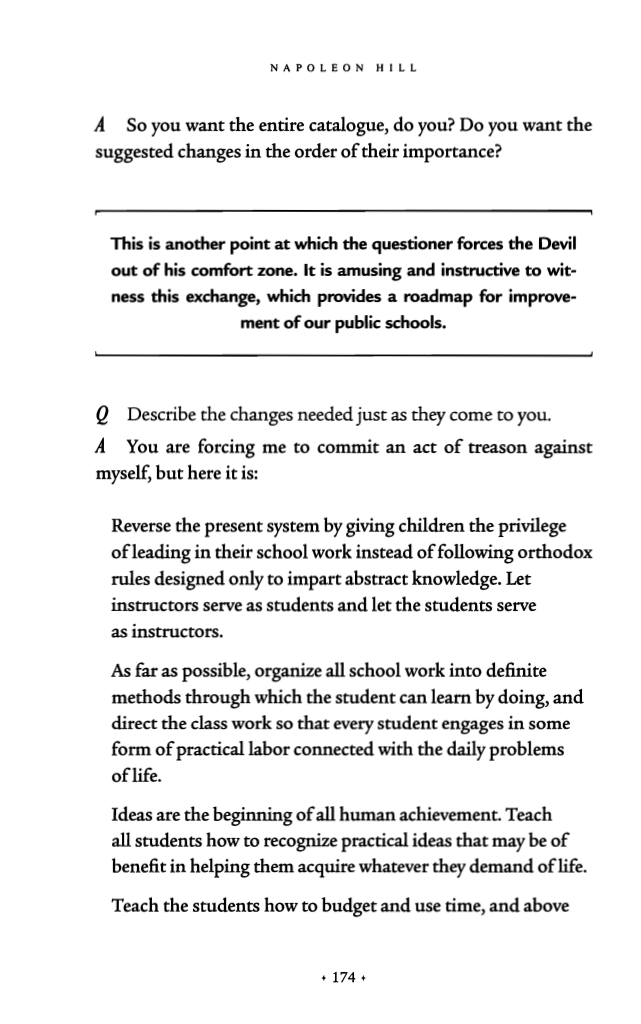 NAPOLEON HILL
A So you want the entire catalogue, do you? Do you want the
suggested changes in the order of their importance?
This is another point at which the questioner forces the Devil
out of his comfort zone. It is amusing and instructive to wit-
ness this exchange, which provides a roadmap for improve-
ment of our public schools.
Q Describe the changes needed just as they come to you.
A You are forcing me to commit an act of treason against
myself, but here it is:
Reverse the present system by giving children the privilege
of leading in their school work instead of following orthodox
rules designed only to impart abstract knowledge. Let
instructors serve as students and let the students serve
as instructors.
As far as possible, organize all school work into definite
methods through which the student can learn by doing, and
direct the class work so that every student engages in some
form of practical labor connected with the daily problems
of life.
Ideas are the beginning of all human achievement. Teach
all students how to recognize practical ideas that may be of
benefit in helping them acquire whatever they demand of life.
Teach the students how to budget and use time, and above
• 174 •